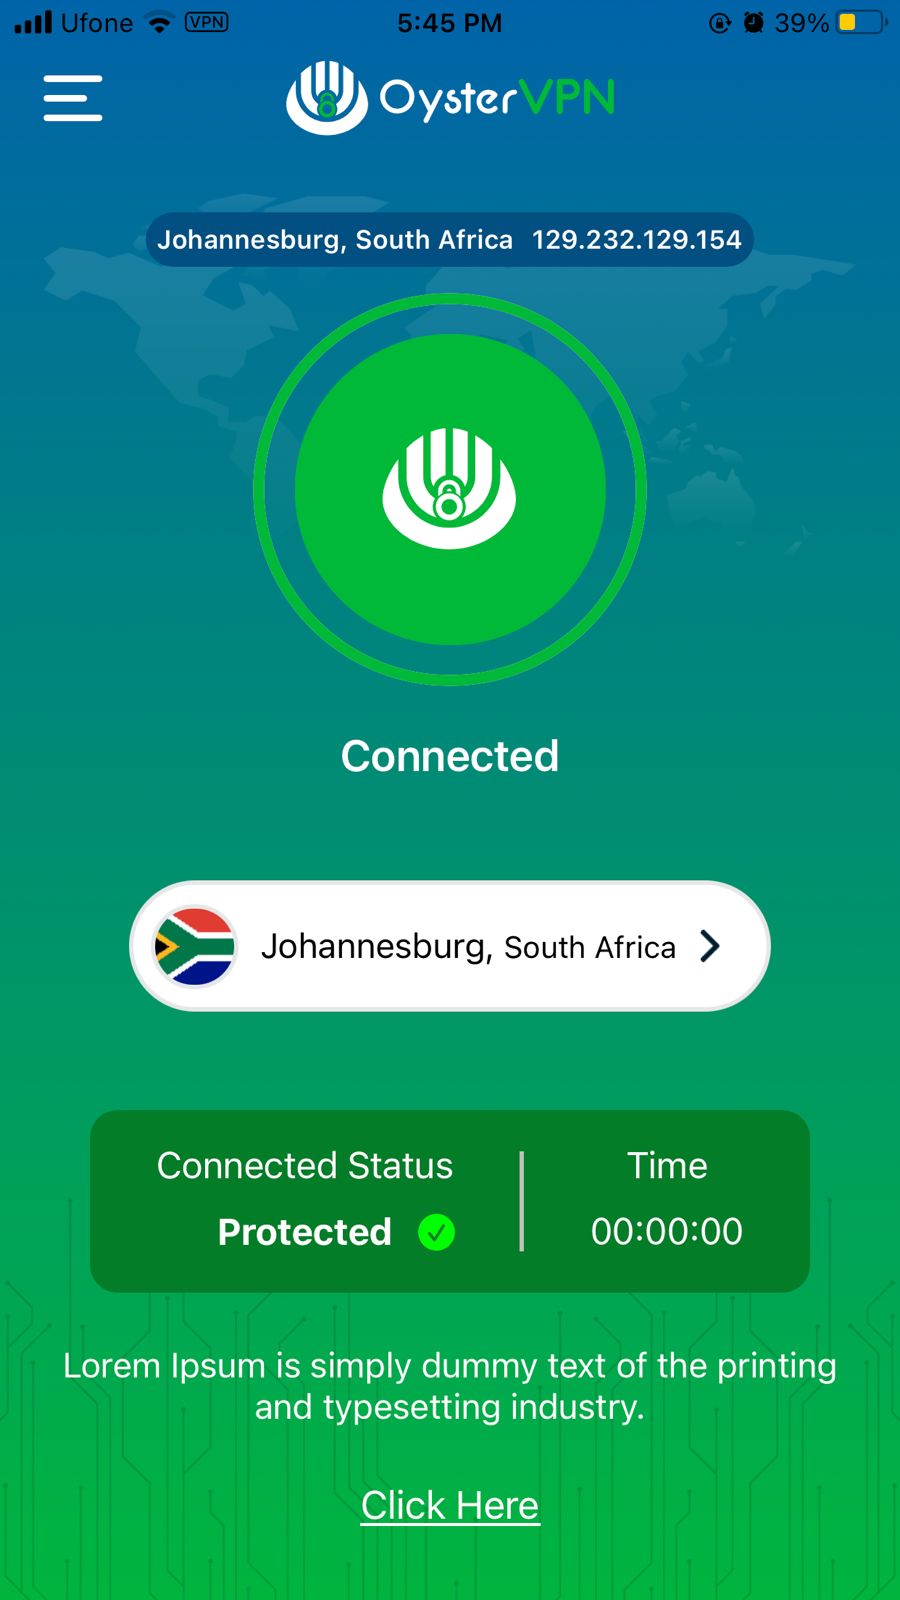 Ufone VPN 5:45 PM 39%
OysterVPN
Johannesburg, South Africa 129.232.129.154
Connected
Johannesburg, South Africa
Connected Status Time
Protected 00:00:00
Lorem Ipsum is simply dummy text of the printing
and typesetting industry.
Click Here